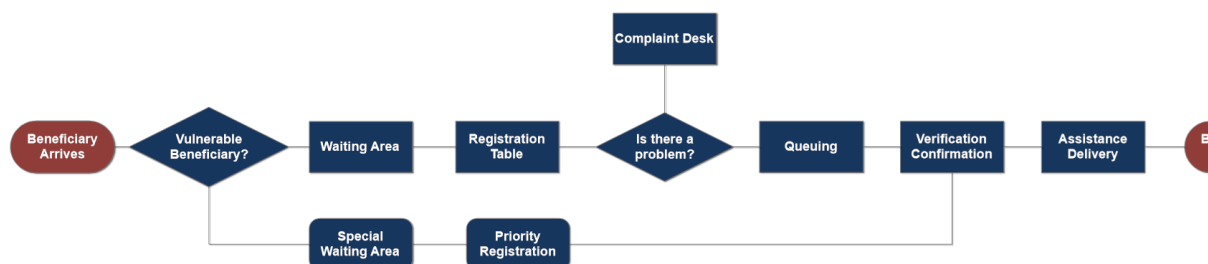 Complaint Desk
Beneficiary
Arrives
Vulnerable
Beneficiary?
Waiting Area
Registration
Table
Is there a
problem?
Queuing
Verification
Confirmation
Assistance
Delivery
Special
Waiting Area
Priority
Registration